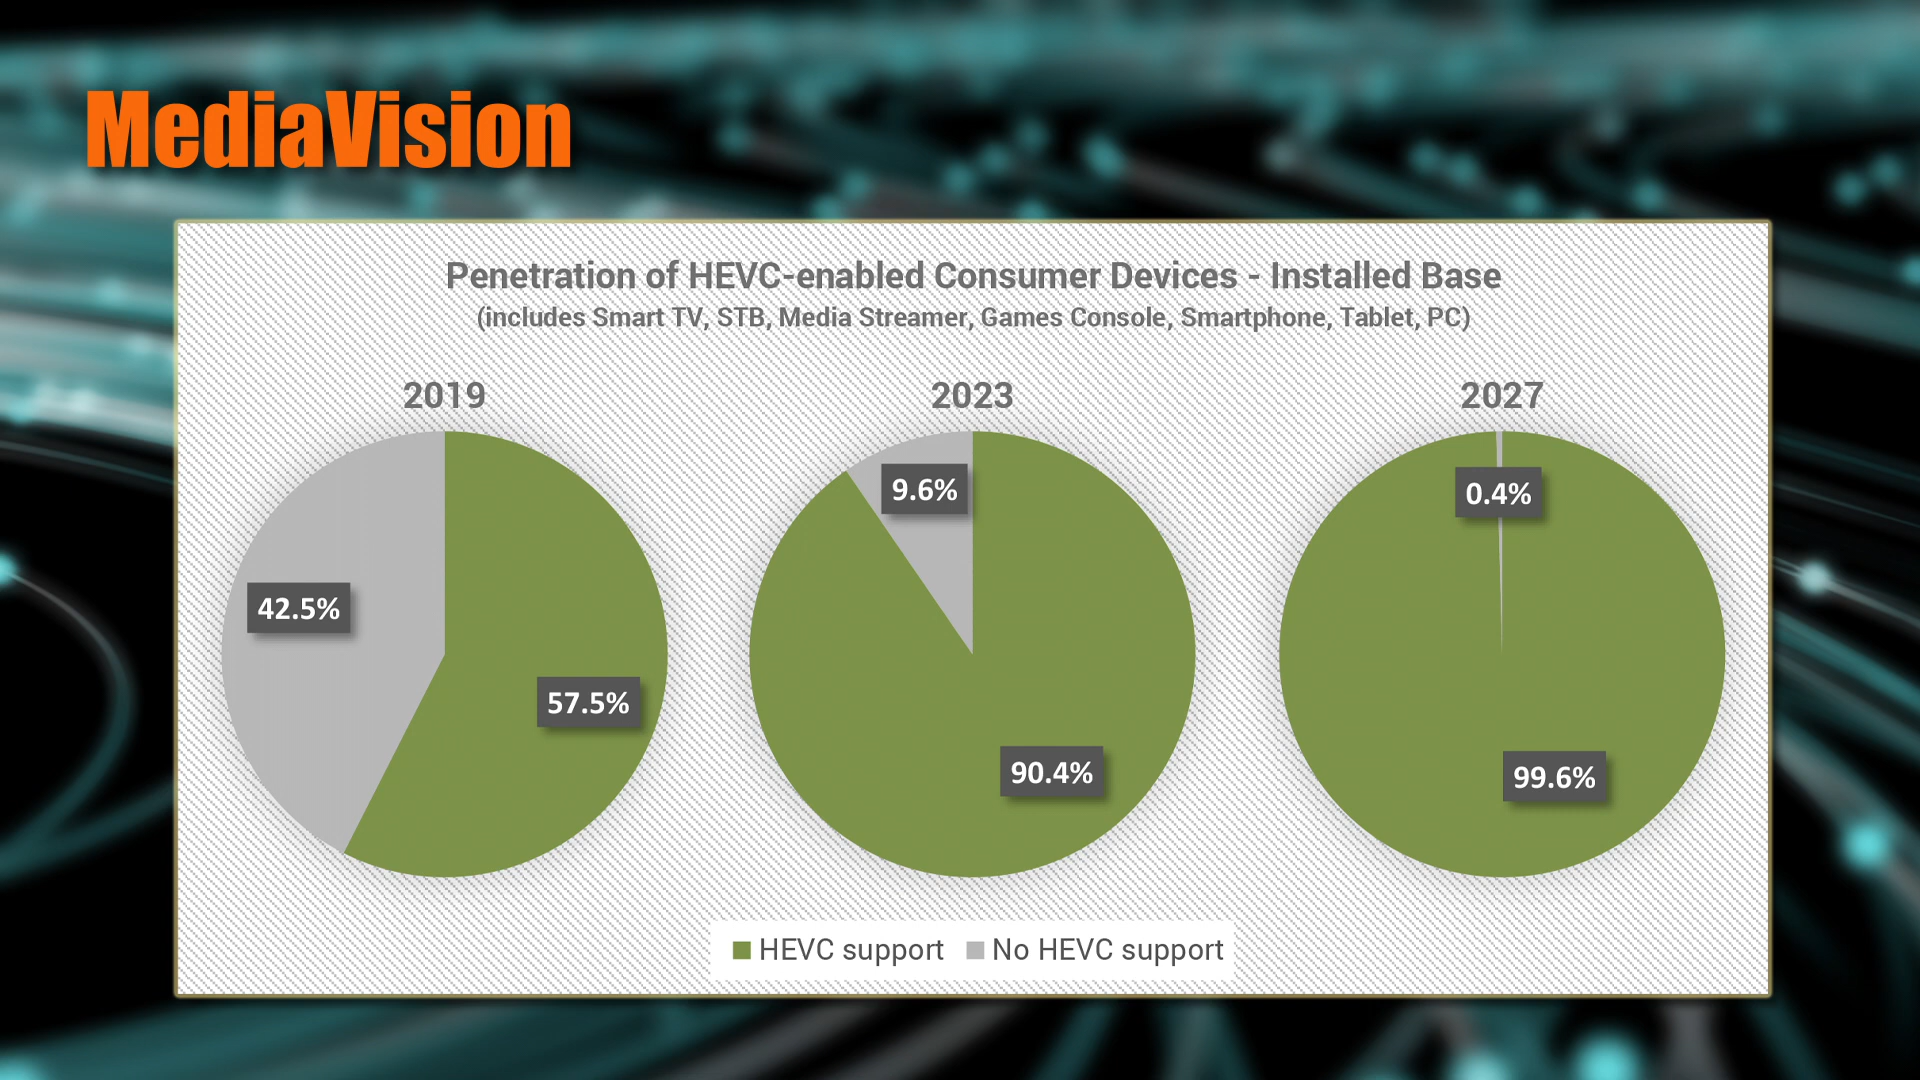 MediaVision
Penetration of HEVC-enabled Consumer Devices - Installed Base
(includes Smart TV, STB, Media Streamer, Games Console, Smartphone, Tablet, PC)
2019
2023
2027
42.5%
57.5%
9.6%
90.4%
0.4%
99.6%
HEVC support
No HEVC support